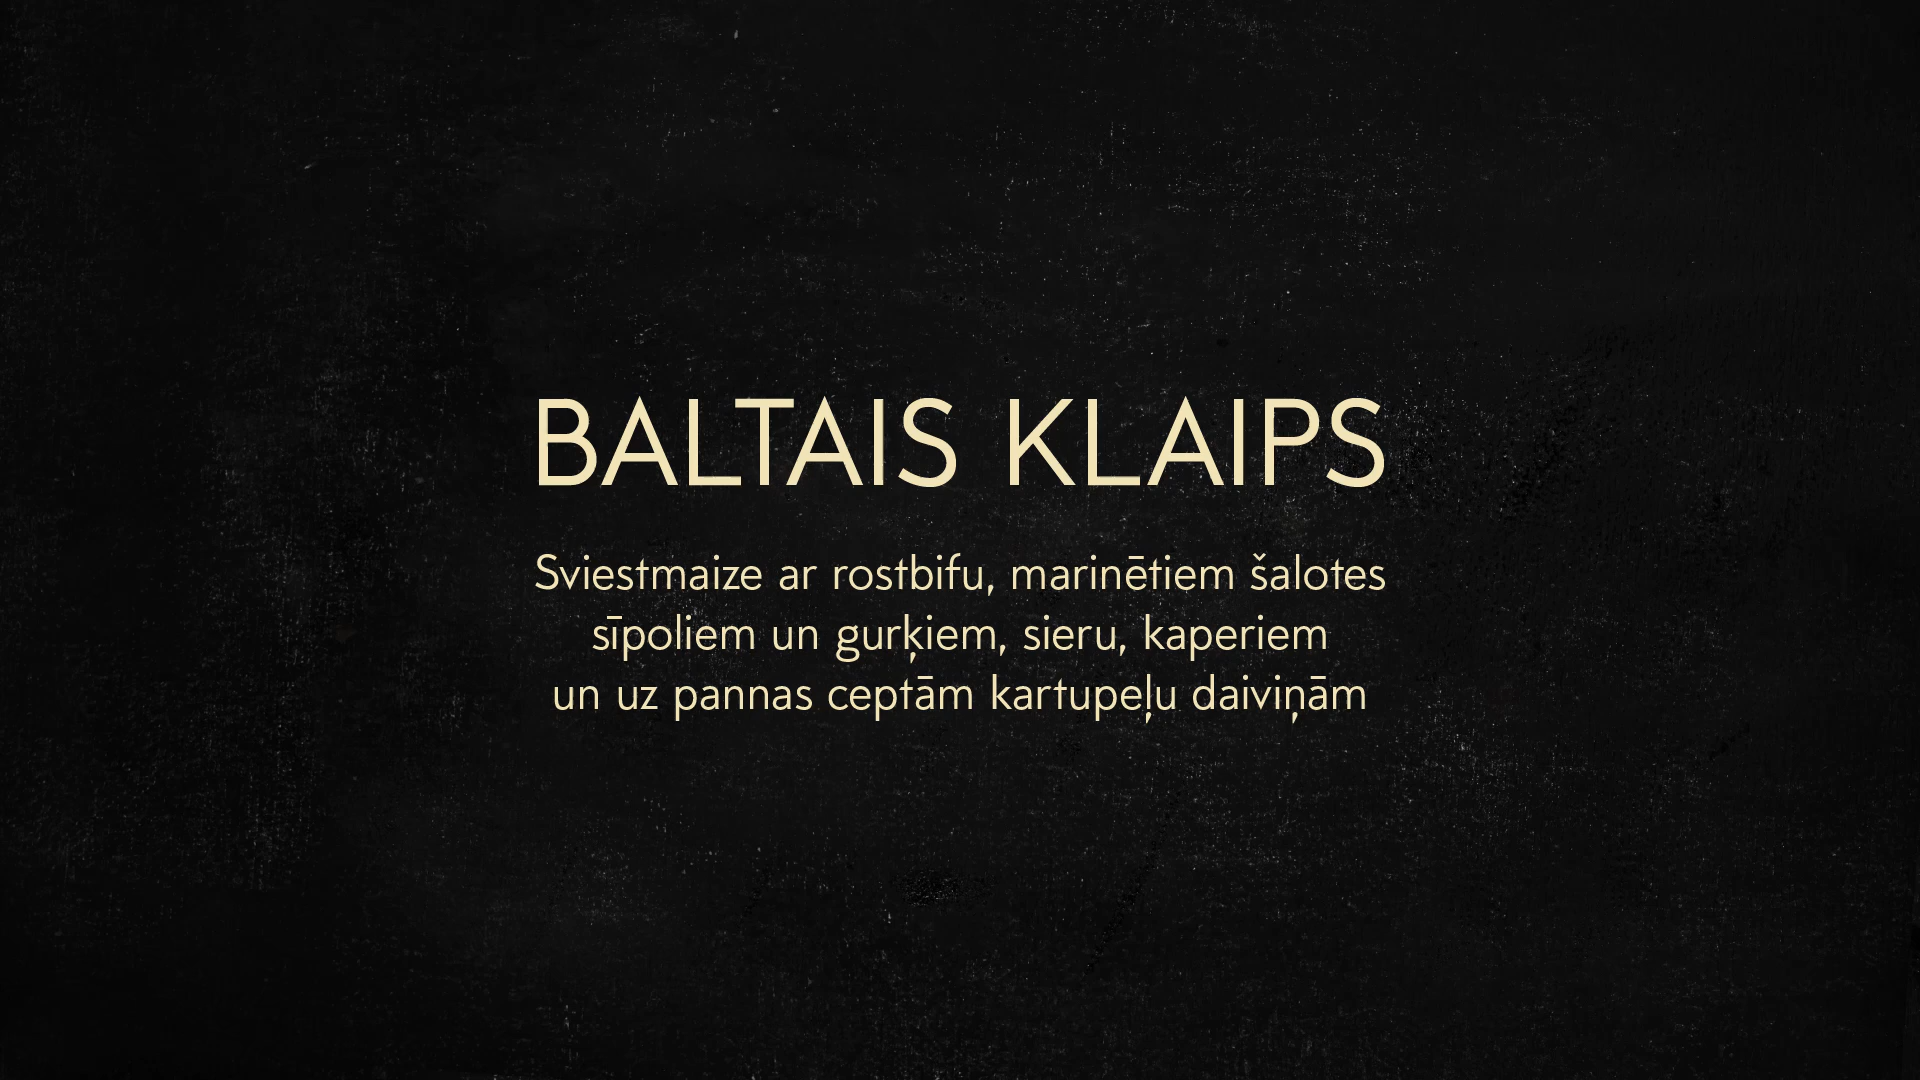 BALTAIS KLAIPS
Sviestmaize ar rostbifu, marinētiem šalotes
sīpoliem un gurķiem, sieru, kaperiem
un uz pannas ceptām kartupeļu daiviņām